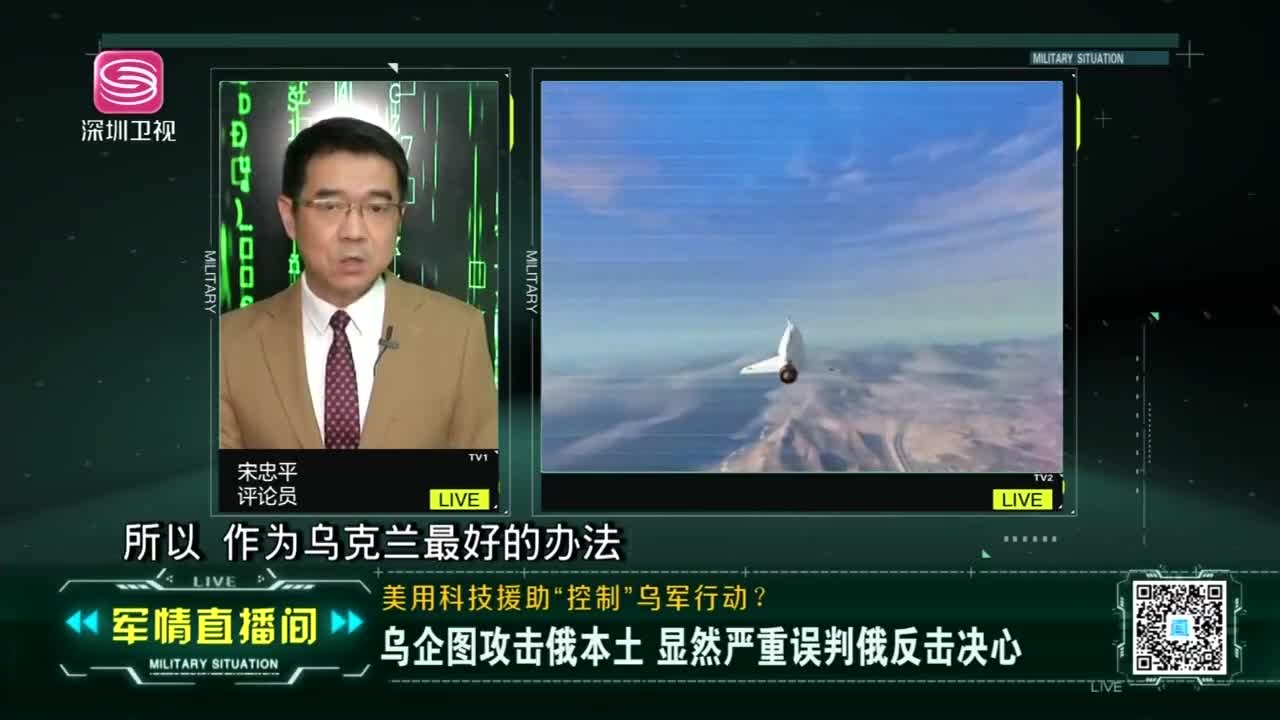 MILITARY SITUATION
深圳卫视
MILITARY
MILITARY
TV1
宋忠平
评论员
LIVE
TV2
LIVE
所以 作为乌克兰最好的办法
LIVE
军情直播间
MILITARY SITUATION
美用科技援助“控制”乌军行动？
乌企图攻击俄本土 显然严重误判俄反击决心
LIVE